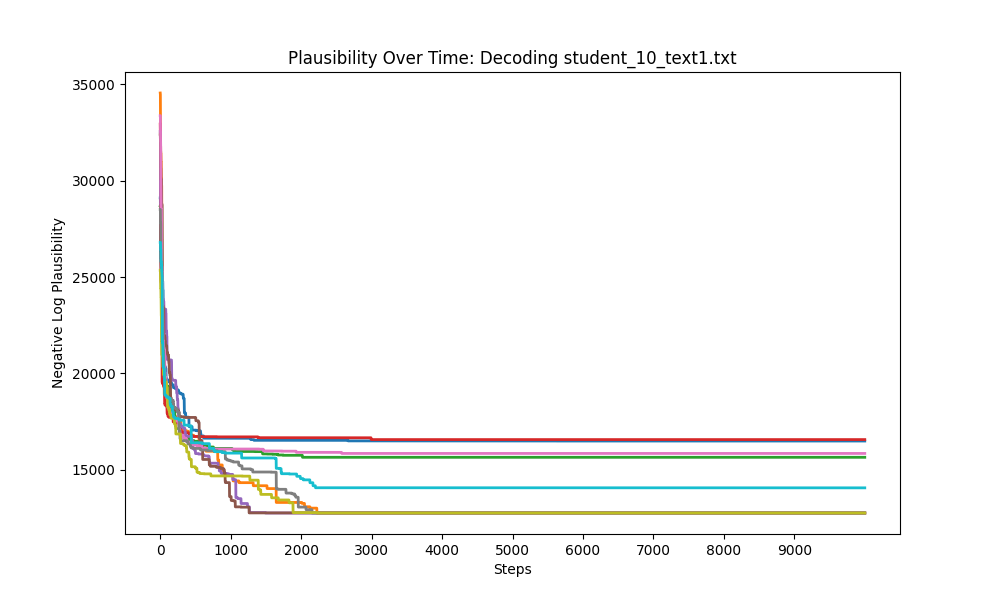 Plausibility Over Time: Decoding student_10_text1.txt
Negative Log Plausibility
35000
30000
25000
20000
15000
0 1000 2000 3000 4000 5000 6000 7000 8000 9000
Steps